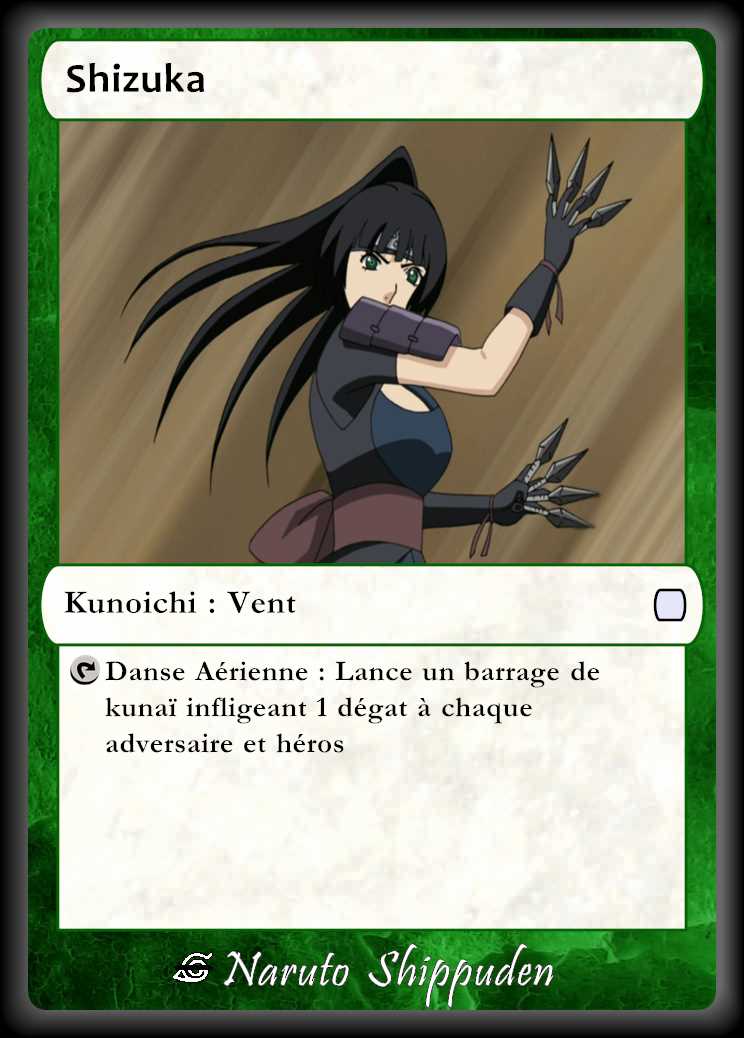 Shizuka
Kunoichi : Vent
Danse Aérienne : Lance un barrage de
kunaï infligeant 1 dégat à chaque
adversaire et héros
Naruto Shippuden